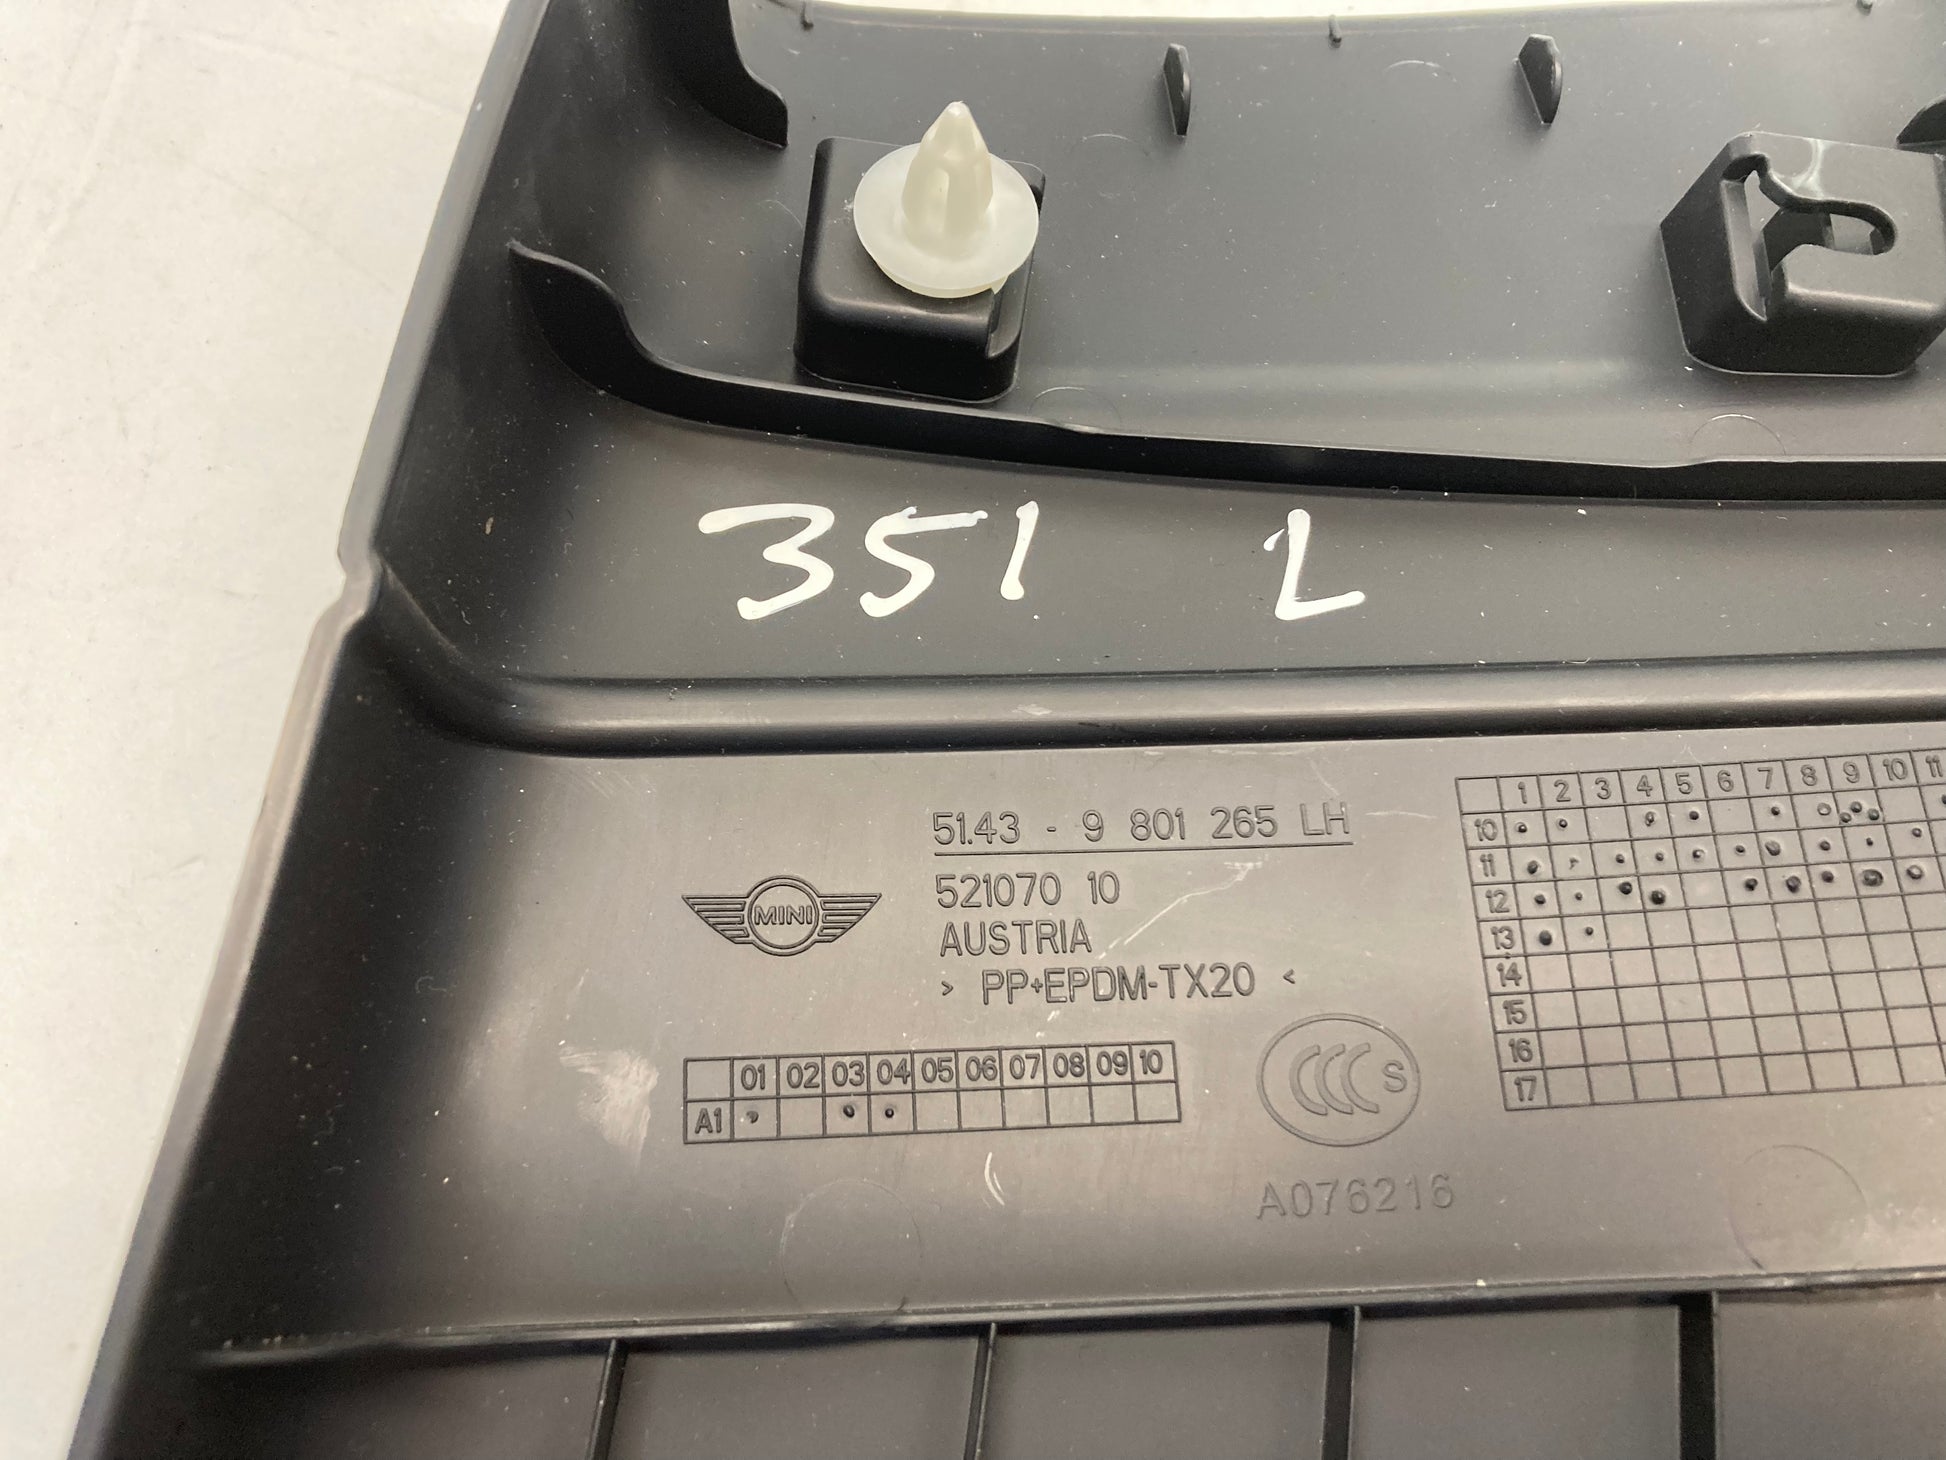 351 L
51.43 - 9 801 265 LH
MINI
521070 10
AUSTRIA
> PP+EPDM-TX20 <
01 02 03 04 05 06 07 08 09 10
A1
CCC S
A076216
1 2 3 4 5 6 7 8 9 10 11
10
11
12
13
14
15
16
17